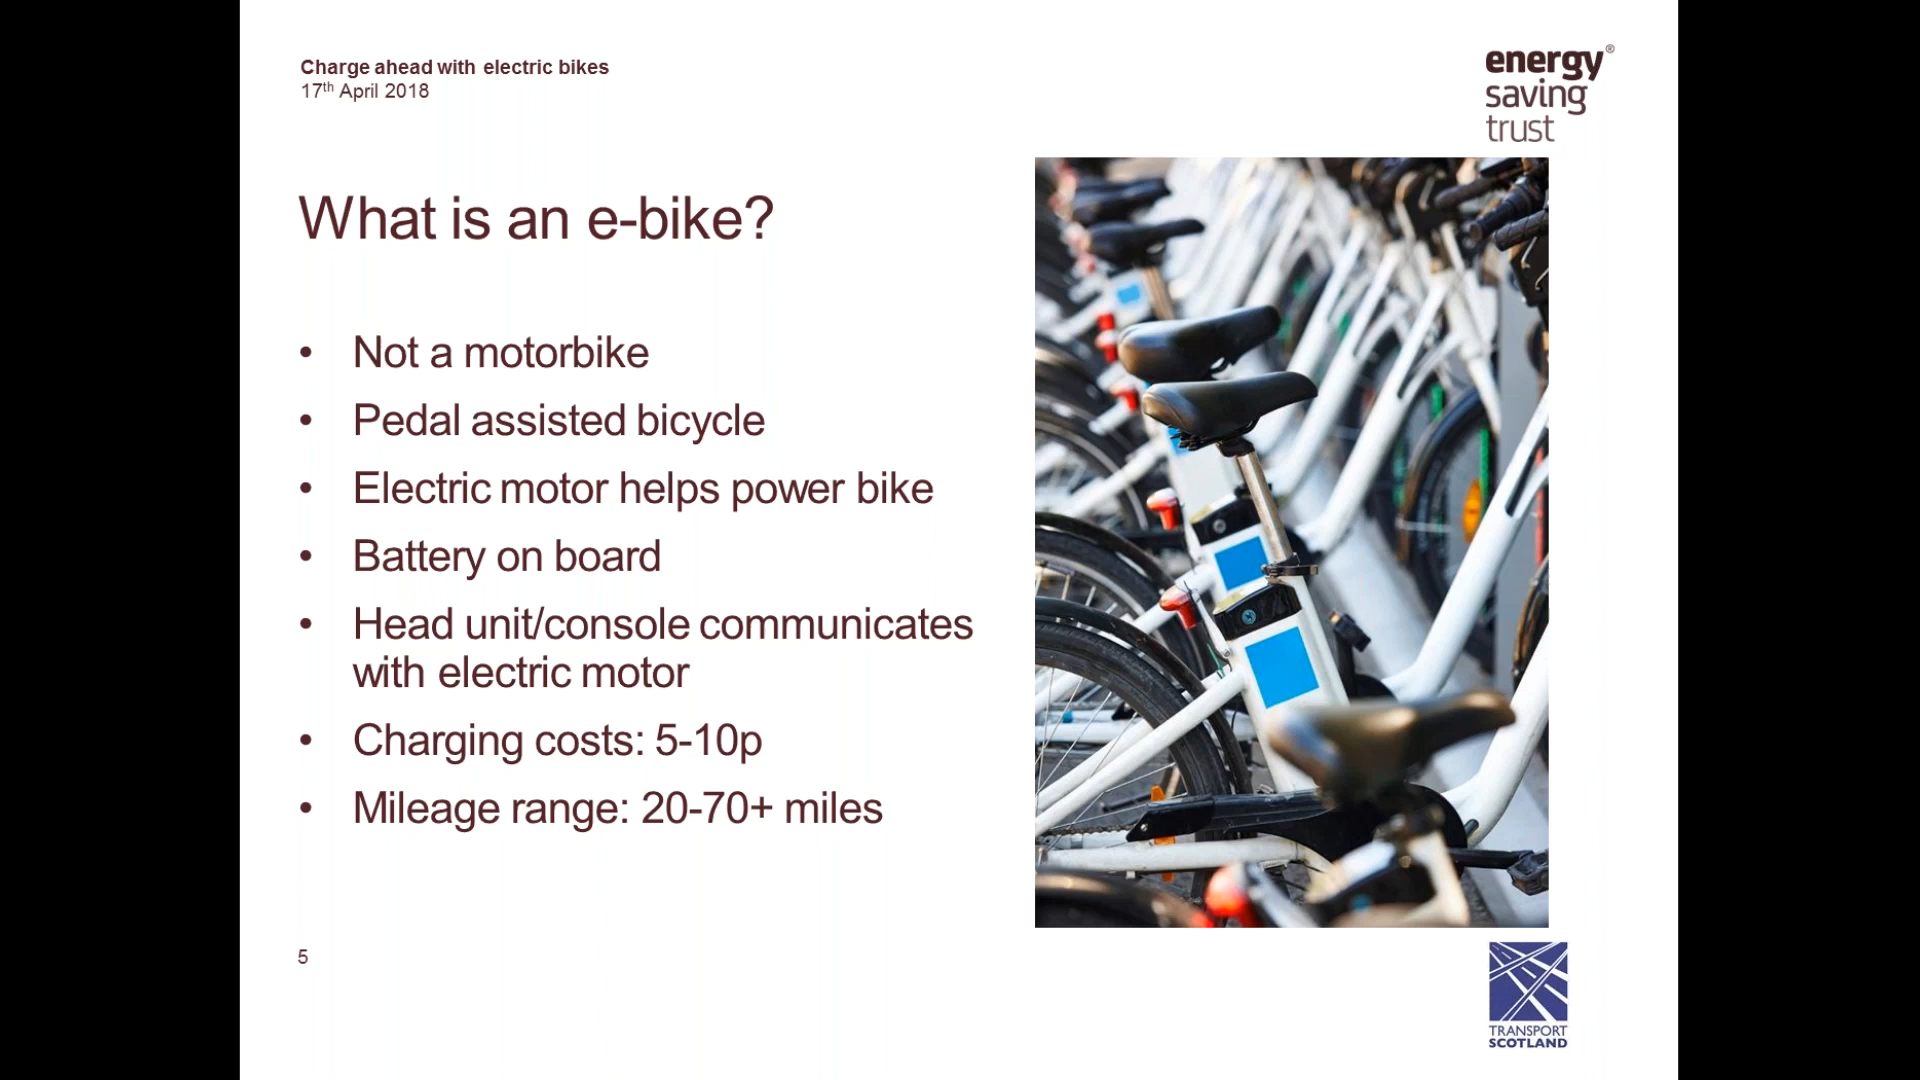 Charge ahead with electric bikes
17th April 2018
energy®
saving
trust
What is an e-bike?
• Not a motorbike
• Pedal assisted bicycle
• Electric motor helps power bike
• Battery on board
• Head unit/console communicates
with electric motor
• Charging costs: 5-10p
• Mileage range: 20-70+ miles
5
TRANSPORT
SCOTLAND